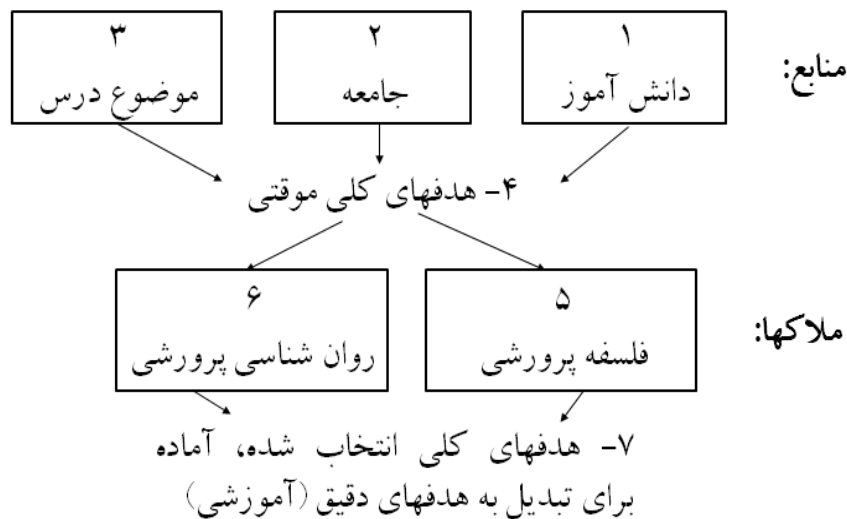 منابع:
۱
دانش آموز
۲
جامعه
۳
موضوع درس
۴- هدفهای کلی موقتی
ملاکها:
۵
فلسفه پرورشی
۶
روان شناسی پرورشی
۷- هدفهای کلی انتخاب شده، آماده
برای تبدیل به هدفهای دقیق (آموزشی)